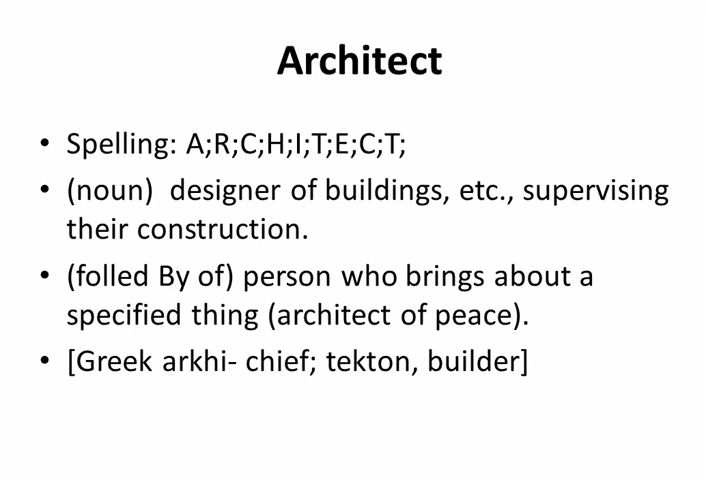 Architect
• Spelling: A;R;C;H;I;T;E;C;T;
• (noun)  designer of buildings, etc., supervising
their construction.
• (folled By of) person who brings about a
specified thing (architect of peace).
• [Greek arkhi- chief; tekton, builder]